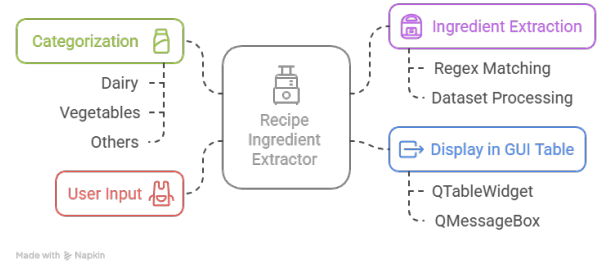 Categorization
Dairy
Vegetables
Others
User Input
Recipe
Ingredient
Extractor
Ingredient Extraction
Regex Matching
Dataset Processing
Display in GUI Table
QTableWidget
QMessageBox
Made with Napkin